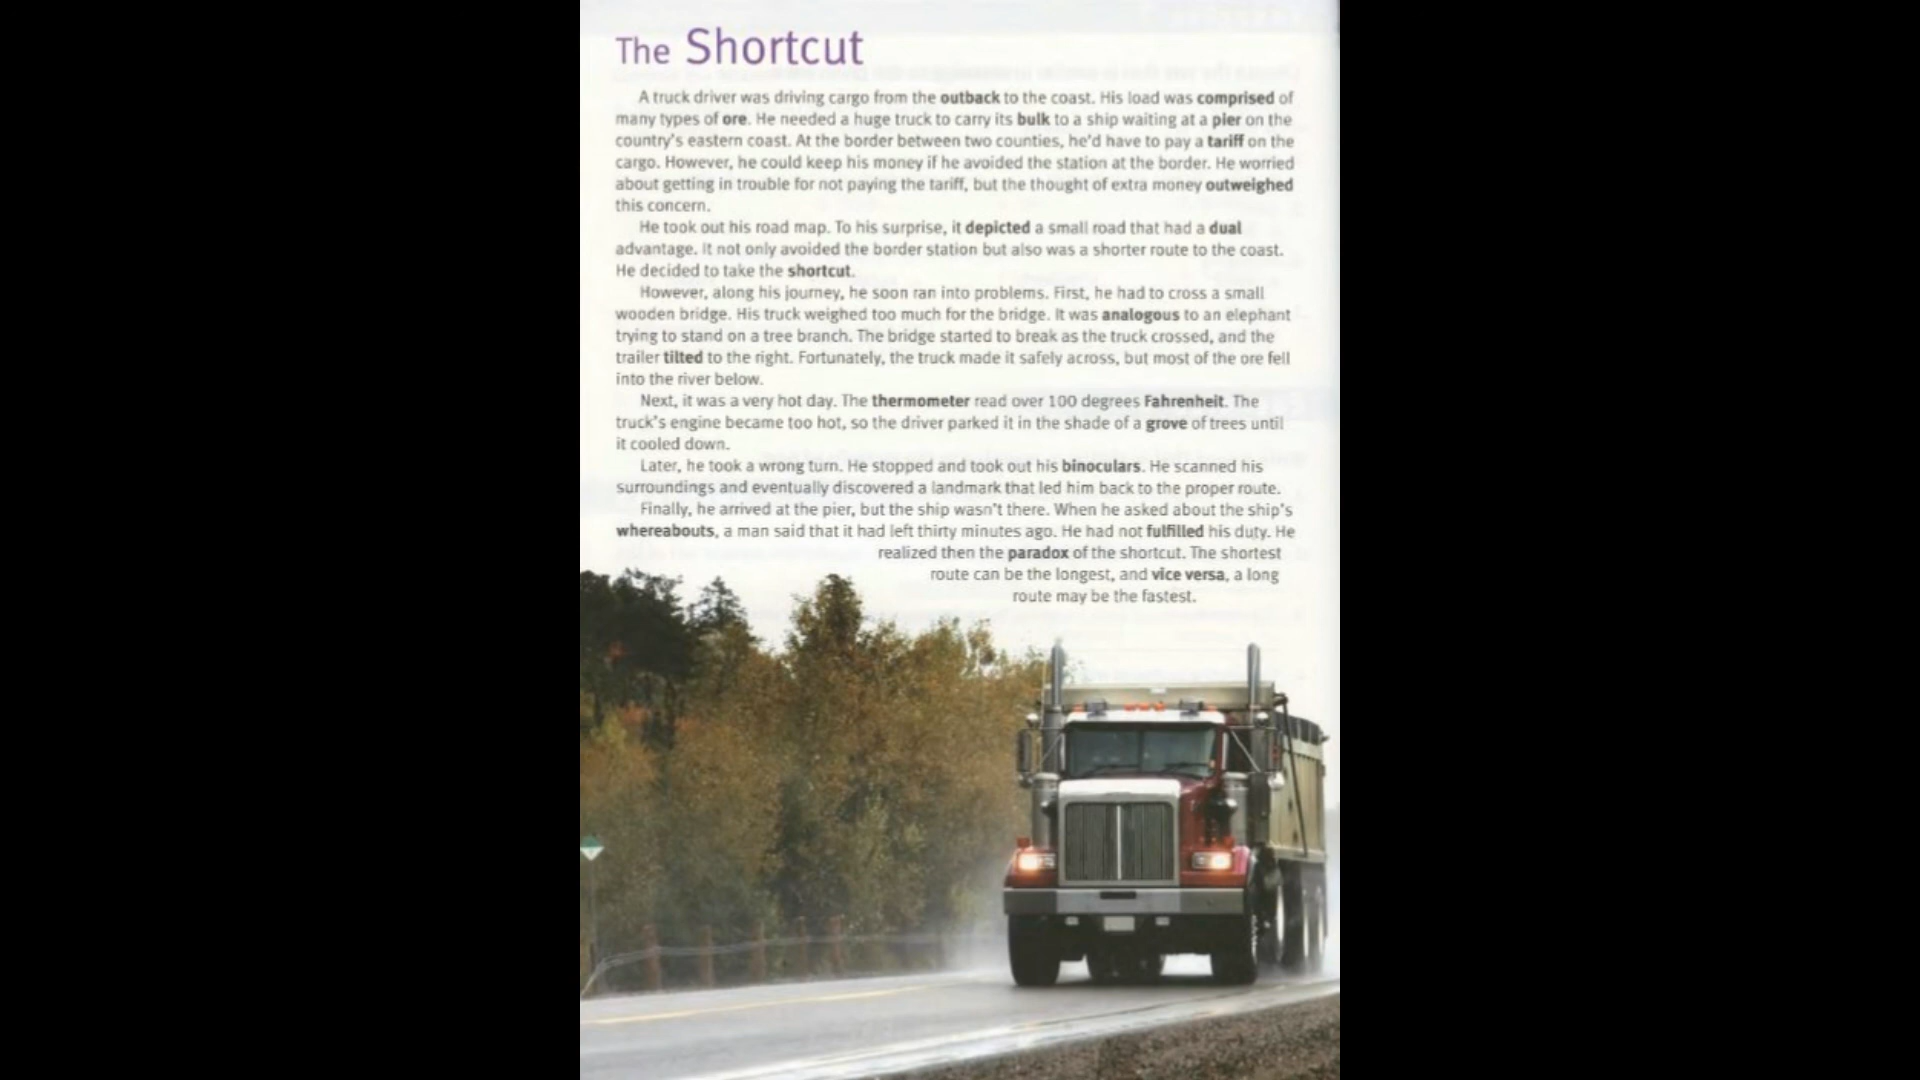 The Shortcut
A truck driver was driving cargo from the outback to the coast. His load was comprised of
many types of ore. He needed a huge truck to carry its bulk to a ship waiting at a pier on the
country's eastern coast. At the border between two counties, he'd have to pay a tariff on the
cargo. However, he could keep his money if he avoided the station at the border. He worried
about getting in trouble for not paying the tariff, but the thought of extra money outweighed
this concern.
He took out his road map. To his surprise, it depicted a small road that had a dual
advantage. It not only avoided the border station but also was a shorter route to the coast.
He decided to take the shortcut.
However, along his journey, he soon ran into problems. First, he had to cross a small
wooden bridge. His truck weighed too much for the bridge. It was analogous to an elephant
trying to stand on a tree branch. The bridge started to break as the truck crossed, and the
trailer tilted to the right. Fortunately, the truck made it safely across, but most of the ore fell
into the river below.
Next, it was a very hot day. The thermometer read over 100 degrees Fahrenheit. The
truck's engine became too hot, so the driver parked it in the shade of a grove of trees until
it cooled down.
Later, he took a wrong turn. He stopped and took out his binoculars. He scanned his
surroundings and eventually discovered a landmark that led him back to the proper route.
Finally, he arrived at the pier, but the ship wasn't there. When he asked about the ship's
whereabouts, a man said that it had left thirty minutes ago. He had not fulfilled his duty. He
realized then the paradox of the shortcut. The shortest
route can be the longest, and vice versa, a long
route may be the fastest.